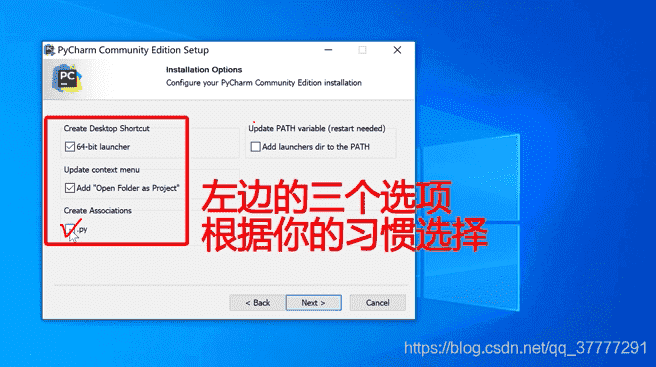 PyCharm Community Edition Setup
PC
Installation Options
Configure your PyCharm Community Edition installation
Create Desktop Shortcut
64-bit launcher
Update PATH variable (restart needed)
Add launchers dir to the PATH
Update context menu
Add "Open Folder as Project"
Create Associations
.py
左边的三个选项
根据你的习惯选择
< Back
Next >
Cancel
https://blog.csdn.net/qq_37777291